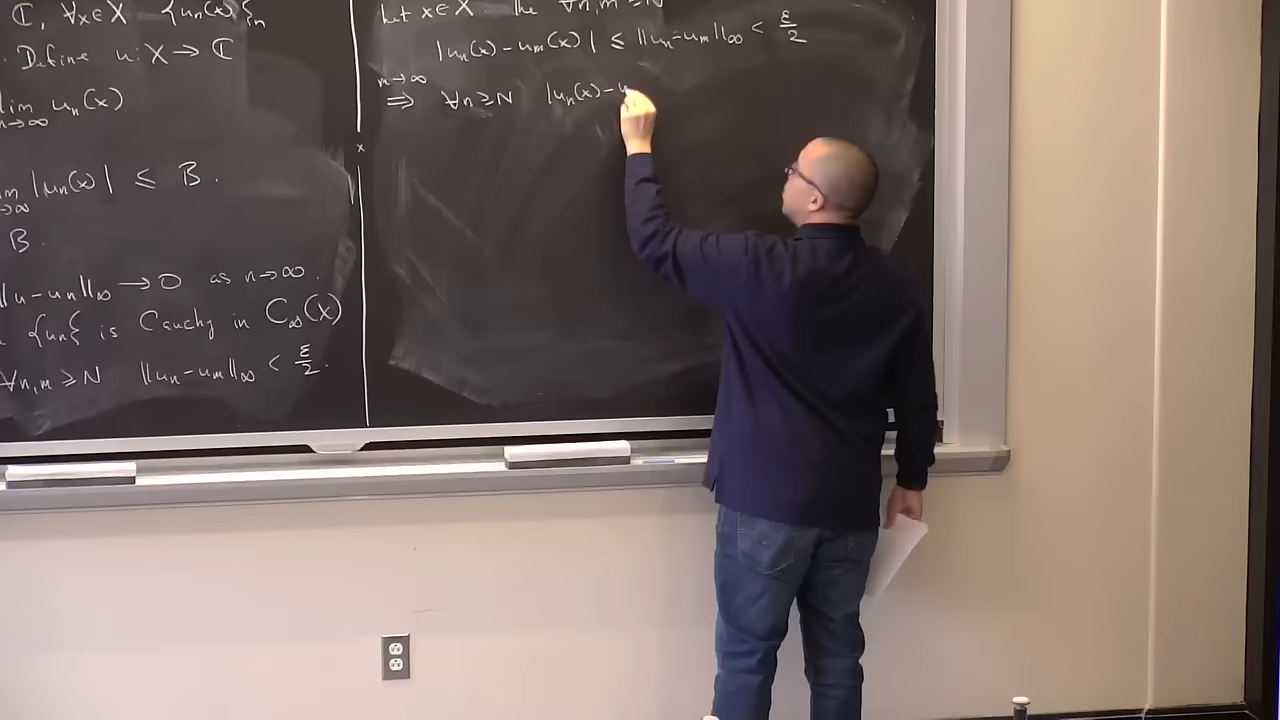 ℂ, ∀x∈X {uₙ(x)}ₙ
. Define u: X → ℂ
lim uₙ(x)
n→∞
|uₙ(x)| ≤ B.
→∞
B.
‖u − uₙ‖∞ → 0 as n→∞.
{uₙ} is Cauchy in C∞(X)
∀n,m ≥ N ‖uₙ − uₘ‖∞ < ε/2.
Let x∈X. The ∀n,m ≥ N
|uₙ(x) − uₘ(x)| ≤ ‖uₙ − uₘ‖∞ < ε/2
m→∞
⇒ ∀n ≥ N |uₙ(x) − u